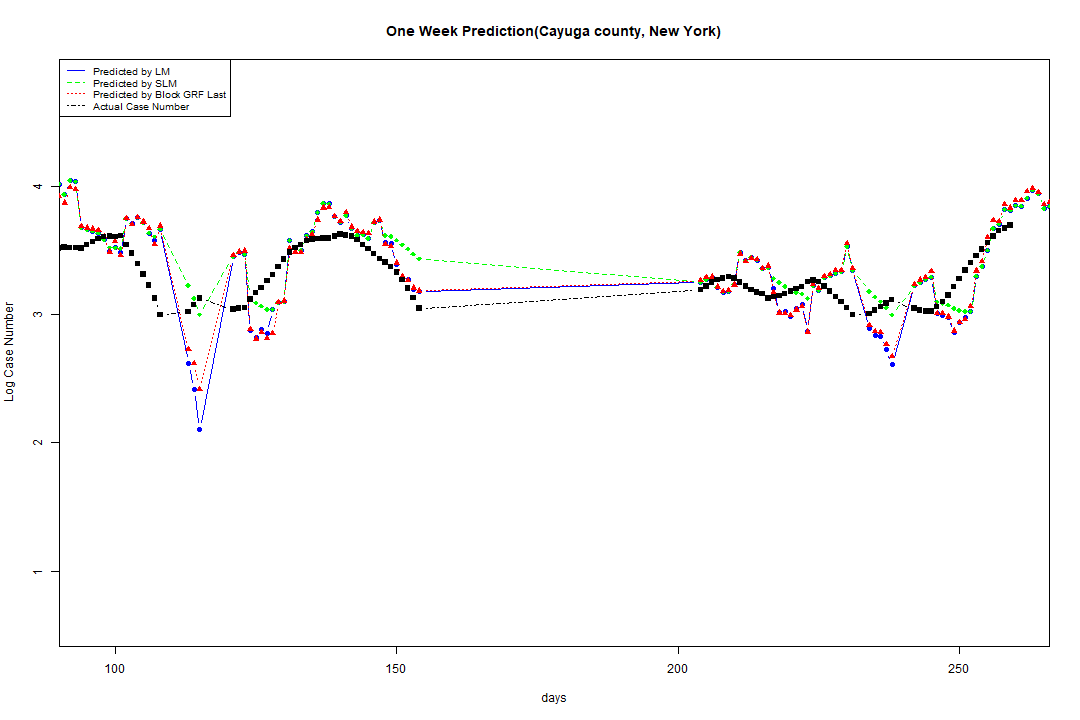 One Week Prediction(Cayuga county, New York)
Predicted by LM
Predicted by SLM
Predicted by Block GRF Last
Actual Case Number
4
3
2
1
Log Case Number
100 150 200 250
days